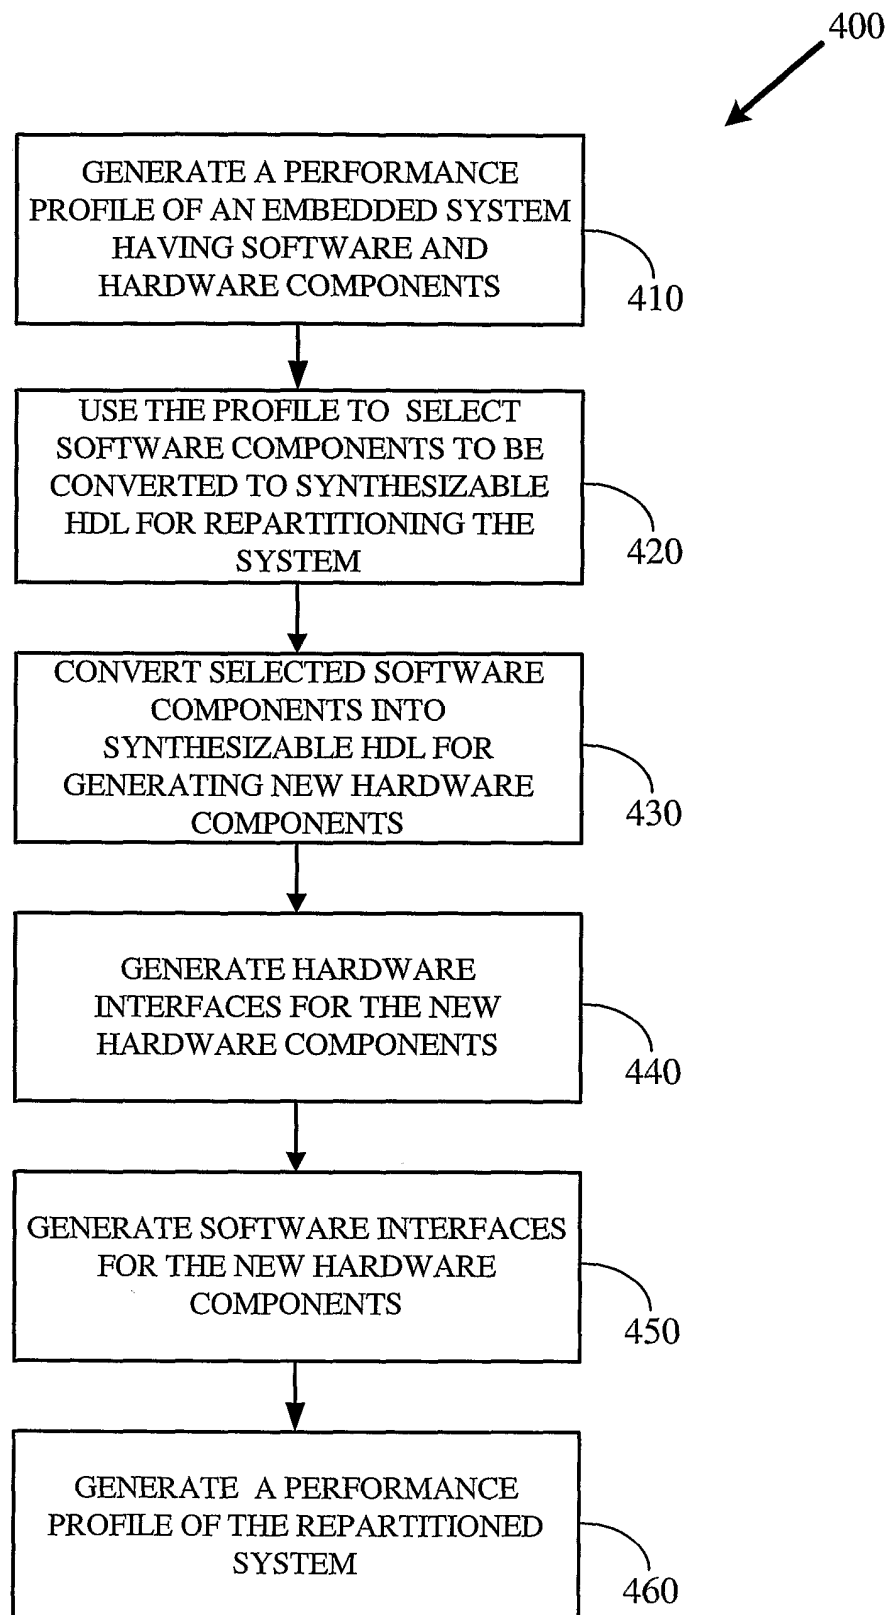 400
GENERATE A PERFORMANCE
PROFILE OF AN EMBEDDED SYSTEM
HAVING SOFTWARE AND
HARDWARE COMPONENTS
410
USE THE PROFILE TO SELECT
SOFTWARE COMPONENTS TO BE
CONVERTED TO SYNTHESIZABLE
HDL FOR REPARTITIONING THE
SYSTEM
420
CONVERT SELECTED SOFTWARE
COMPONENTS INTO
SYNTHESIZABLE HDL FOR
GENERATING NEW HARDWARE
COMPONENTS
430
GENERATE HARDWARE
INTERFACES FOR THE NEW
HARDWARE COMPONENTS
440
GENERATE SOFTWARE INTERFACES
FOR THE NEW HARDWARE
COMPONENTS
450
GENERATE A PERFORMANCE
PROFILE OF THE REPARTITIONED
SYSTEM
460